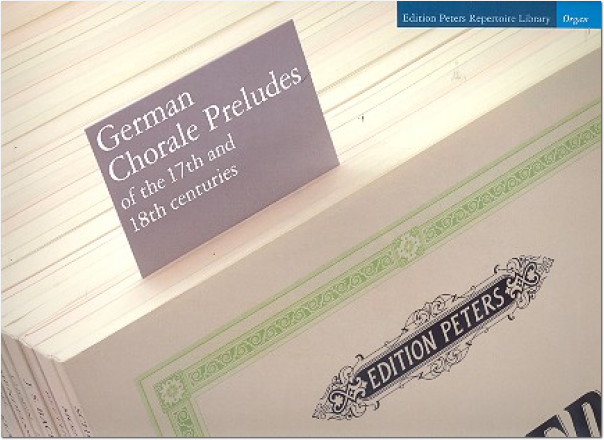 Edition Peters Repertoire Library
Organ
German
Chorale Preludes
of the 17th and
18th centuries
EDITION PETERS